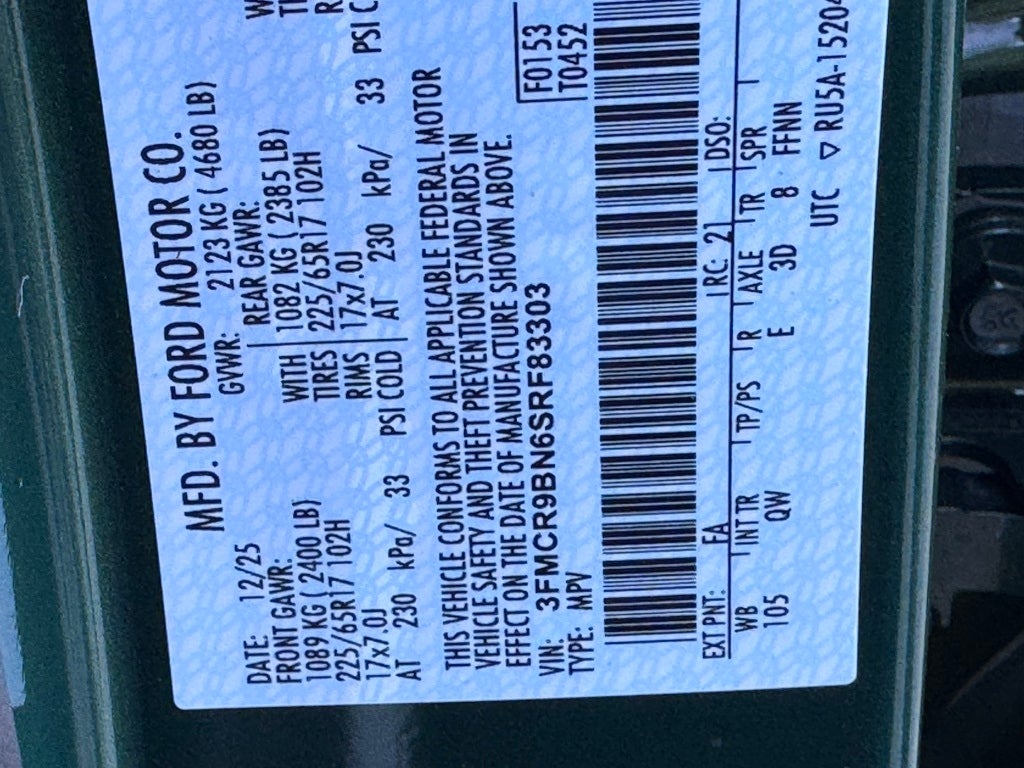 MFD. BY FORD MOTOR CO.
DATE: 12/25 GVWR: 2123 KG ( 4680 LB)
FRONT GAWR: REAR GAWR:
1089 KG ( 2400 LB) WITH 1082 KG ( 2385 LB)
225/65R17 102H TIRES 225/65R17 102H
17x7.0J RIMS 17x7.0J
AT 230 kPa/ 33 PSI COLD AT 230 kPa/ 33 PSI
THIS VEHICLE CONFORMS TO ALL APPLICABLE FEDERAL MOTOR
VEHICLE SAFETY AND THEFT PREVENTION STANDARDS IN
EFFECT ON THE DATE OF MANUFACTURE SHOWN ABOVE.
VIN: 3FMCR9BN6SRF83303 F0153
TYPE: MPV T0452
EXT PNT: FA RC: 21 DSO:
WB INT TR TP/PS R AXLE TR SPR
105 QW E 3D 8 FFNN
UTC ▽ RU5A-15204